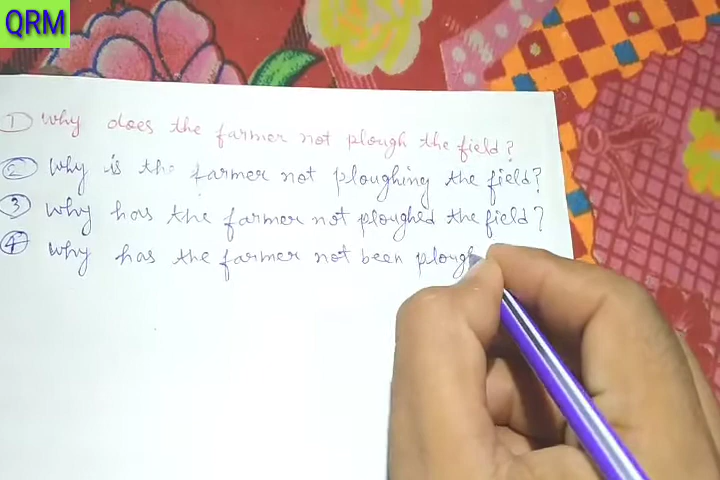 QRM
① why does the farmer not plough the field?
② why is the farmer not ploughing the field?
③ why has the farmer not ploughed the field?
④ why has the farmer not been plough